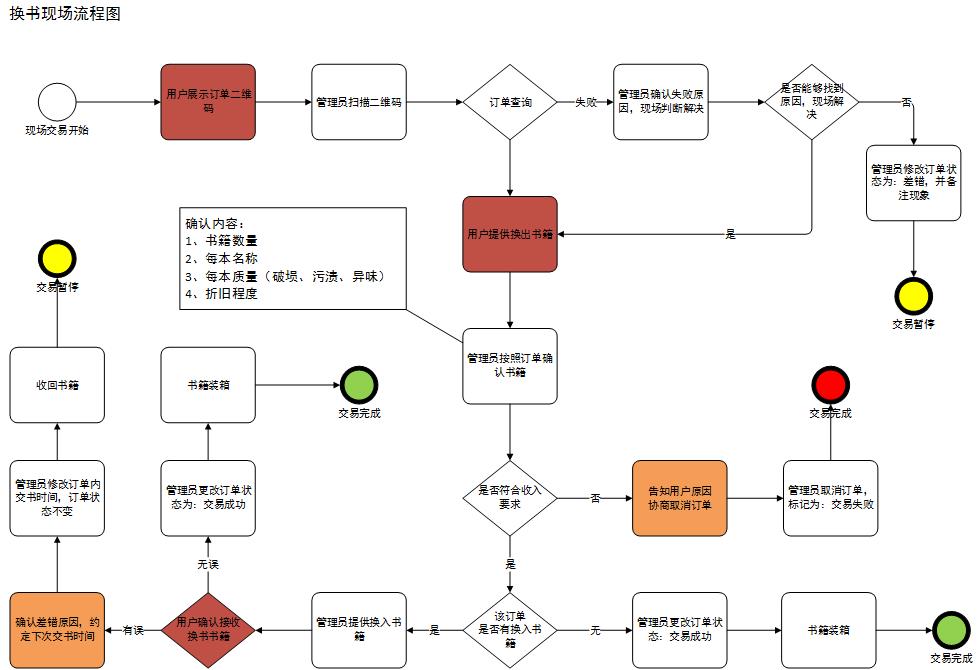 换书现场流程图
现场交易开始
用户展示订单二维
码
管理员扫描二维码
订单查询
失败
管理员确认失败原
因，现场判断解决
是否能够找到
原因，现场解
决
否
管理员修改订单状
态为：差错，并备
注现象
交易暂停
是
用户提供换出书籍
确认内容：
1、书籍数量
2、每本名称
3、每本质量（破损、污渍、异味）
4、折旧程度
管理员按照订单确
认书籍
是否符合收入
要求
否
告知用户原因
协商取消订单
管理员取消订单，
标记为：交易失败
交易完成
是
该订单
是否有换入书
籍
无
管理员更改订单状
态：交易成功
书籍装箱
交易完成
是
管理员提供换入书
籍
用户确认接收
换书书籍
无误
管理员更改订单状
态为：交易成功
书籍装箱
交易完成
有误
确认差错原因，约
定下次交书时间
管理员修改订单内
交书时间，订单状
态不变
收回书籍
交易暂停